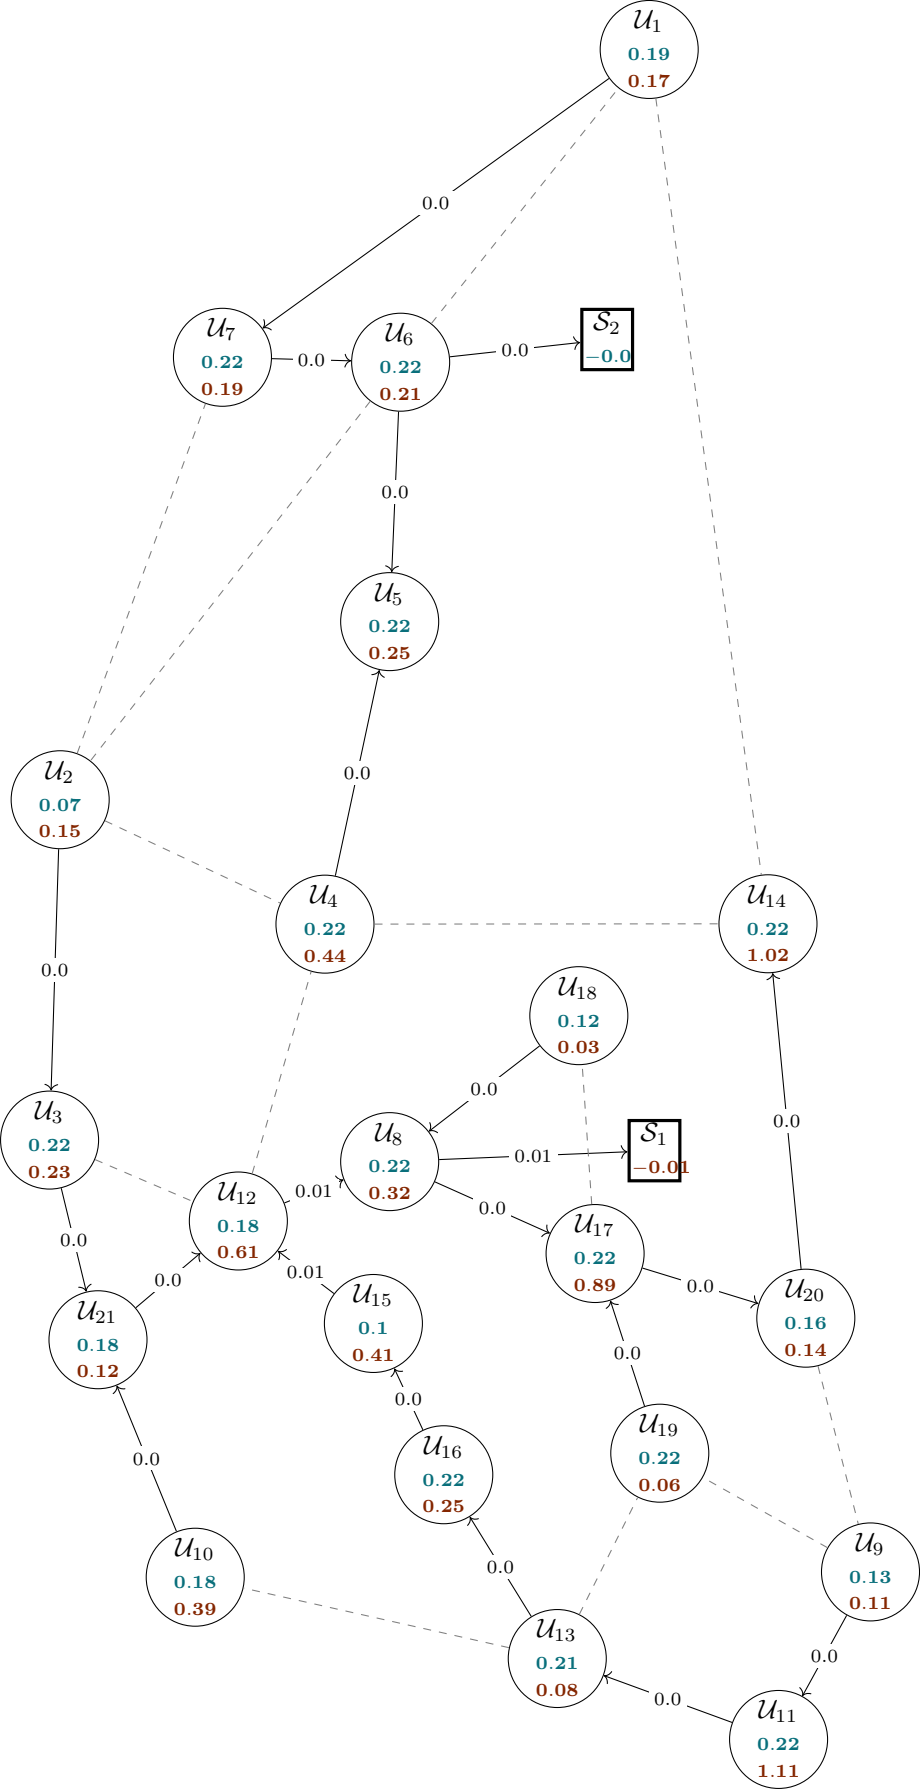 𝒰₁
0.19
0.17
0.0
𝒰₇
0.22
0.19
0.0
𝒰₆
0.22
0.21
0.0
𝒮₂
−0.0
0.0
𝒰₅
0.22
0.25
0.0
𝒰₂
0.07
0.15
𝒰₄
0.22
0.44
𝒰₁₄
0.22
1.02
0.0
𝒰₁₈
0.12
0.03
0.0
𝒰₃
0.22
0.23
𝒰₈
0.22
0.32
0.01
𝒮₁
−0.01
0.0
𝒰₁₂
0.18
0.61
0.01
0.0
𝒰₁₇
0.22
0.89
0.0
0.0
0.01
0.0
𝒰₂₁
0.18
0.12
𝒰₁₅
0.1
0.41
𝒰₂₀
0.16
0.14
0.0
0.0
0.0
𝒰₁₆
0.22
0.25
𝒰₁₉
0.22
0.06
𝒰₁₀
0.18
0.39
0.0
𝒰₉
0.13
0.11
𝒰₁₃
0.21
0.08
0.0
0.0
𝒰₁₁
0.22
1.11